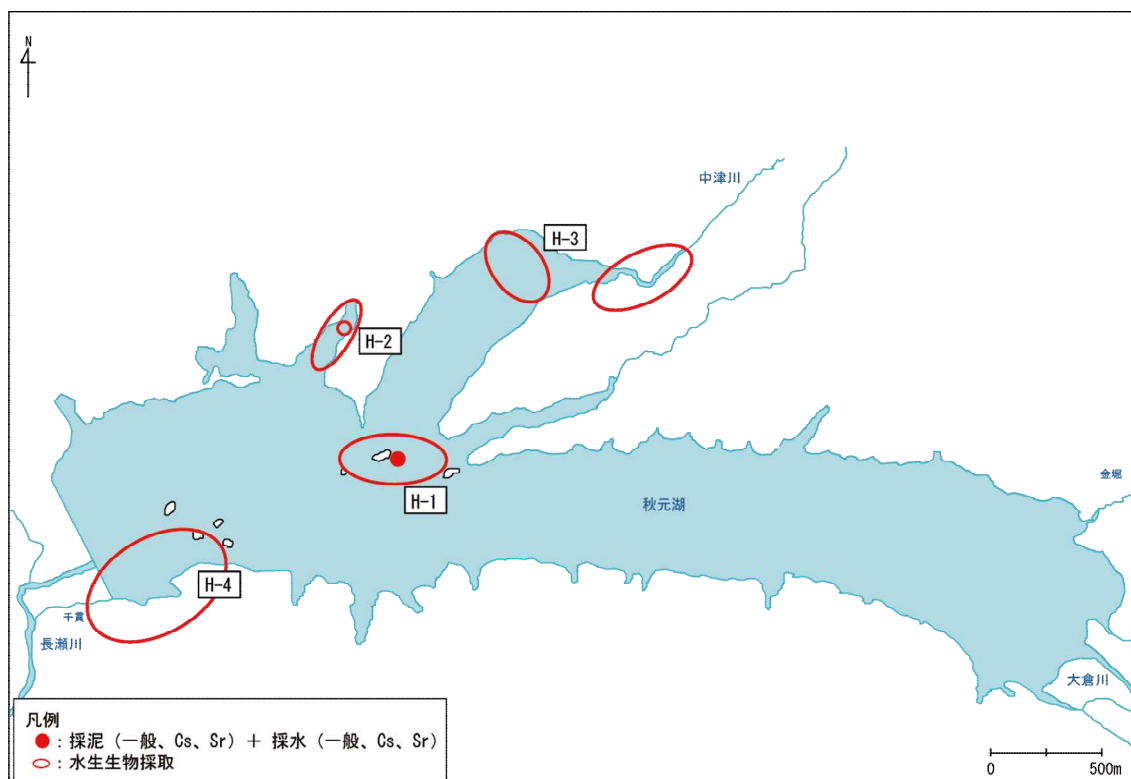 N
中津川
H-3
H-2
H-1
秋元湖
金堀
H-4
千貫
長瀬川
大倉川
凡例
：採泥（一般、Cs、Sr）＋ 採水（一般、Cs、Sr）
：水生生物採取
0 500m